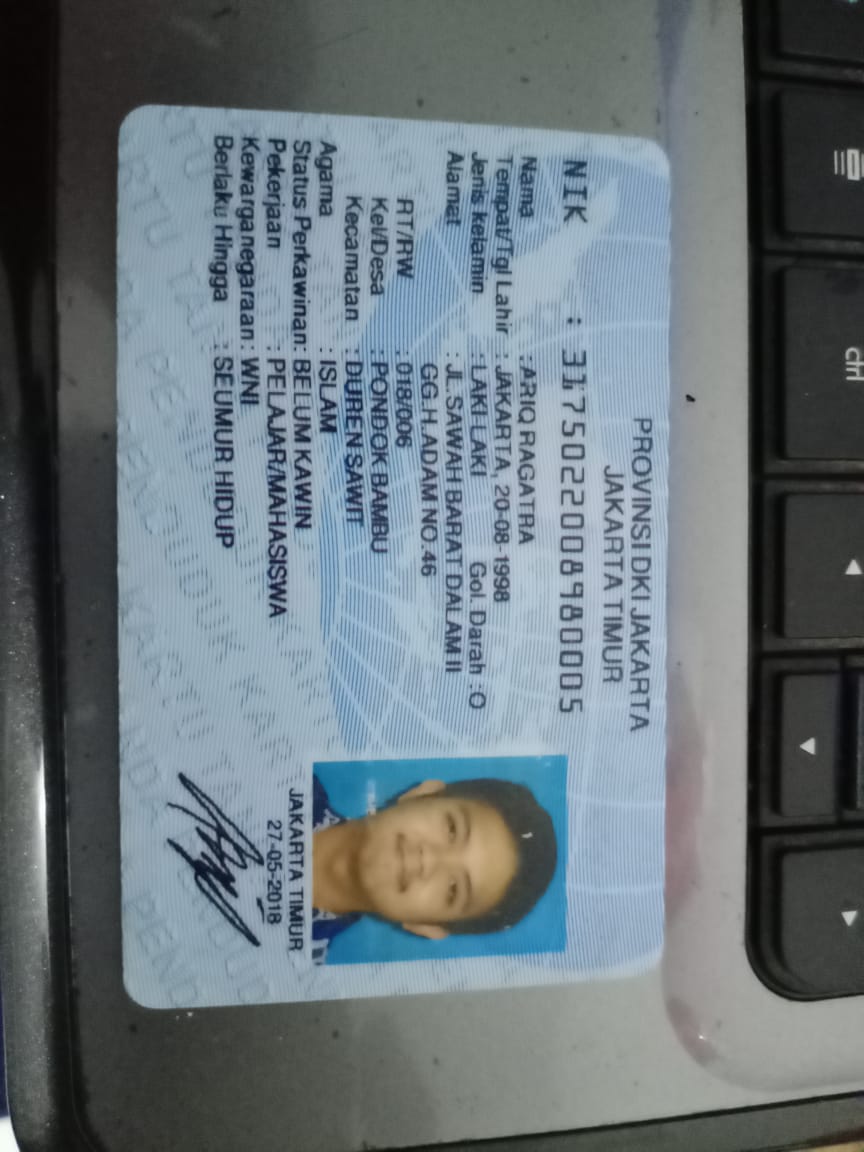 PROVINSI DKI JAKARTA
JAKARTA TIMUR
NIK : 3175022008980005
Nama : ARIQ RAGATRA
Tempat/Tgl Lahir : JAKARTA, 20-08-1998
Jenis kelamin : LAKI-LAKI Gol. Darah : O
Alamat : JL. SAWAH BARAT DALAM II
GG.H.ADAM NO.46
RT/RW : 018/006
Kel/Desa : PONDOK BAMBU
Kecamatan : DUREN SAWIT
Agama : ISLAM
Status Perkawinan: BELUM KAWIN
Pekerjaan : PELAJAR/MAHASISWA
Kewarganegaraan: WNI
Berlaku Hingga : SEUMUR HIDUP
JAKARTA TIMUR
27-05-2018
ctrl